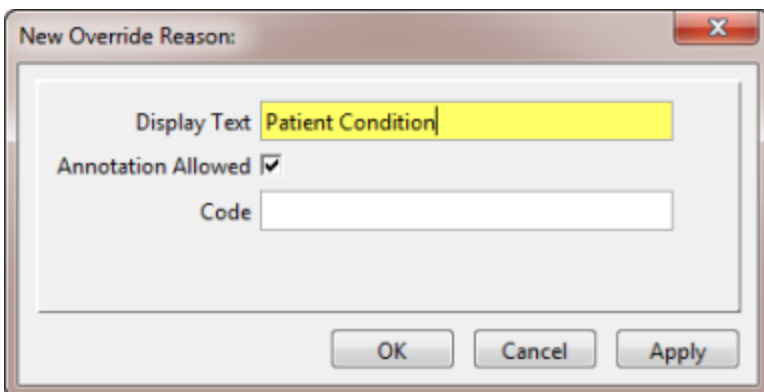 New Override Reason:
Display Text Patient Condition
Annotation Allowed
Code
OK Cancel Apply